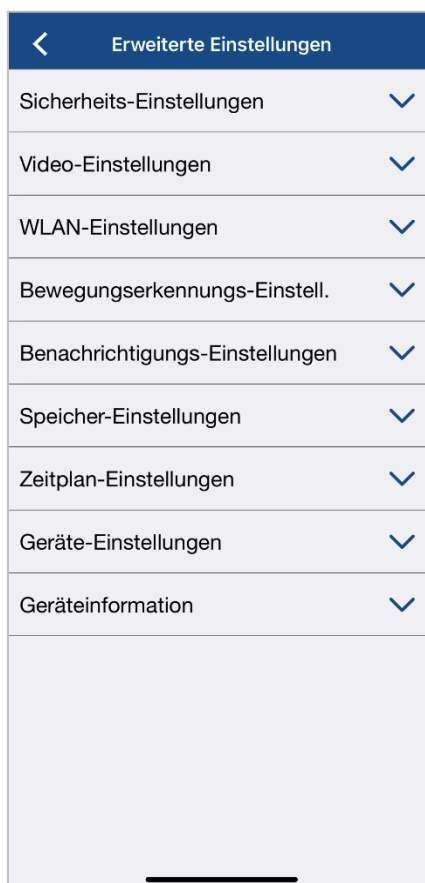 Erweiterte Einstellungen
Sicherheits-Einstellungen
Video-Einstellungen
WLAN-Einstellungen
Bewegungserkennungs-Einstell.
Benachrichtigungs-Einstellungen
Speicher-Einstellungen
Zeitplan-Einstellungen
Geräte-Einstellungen
Geräteinformation